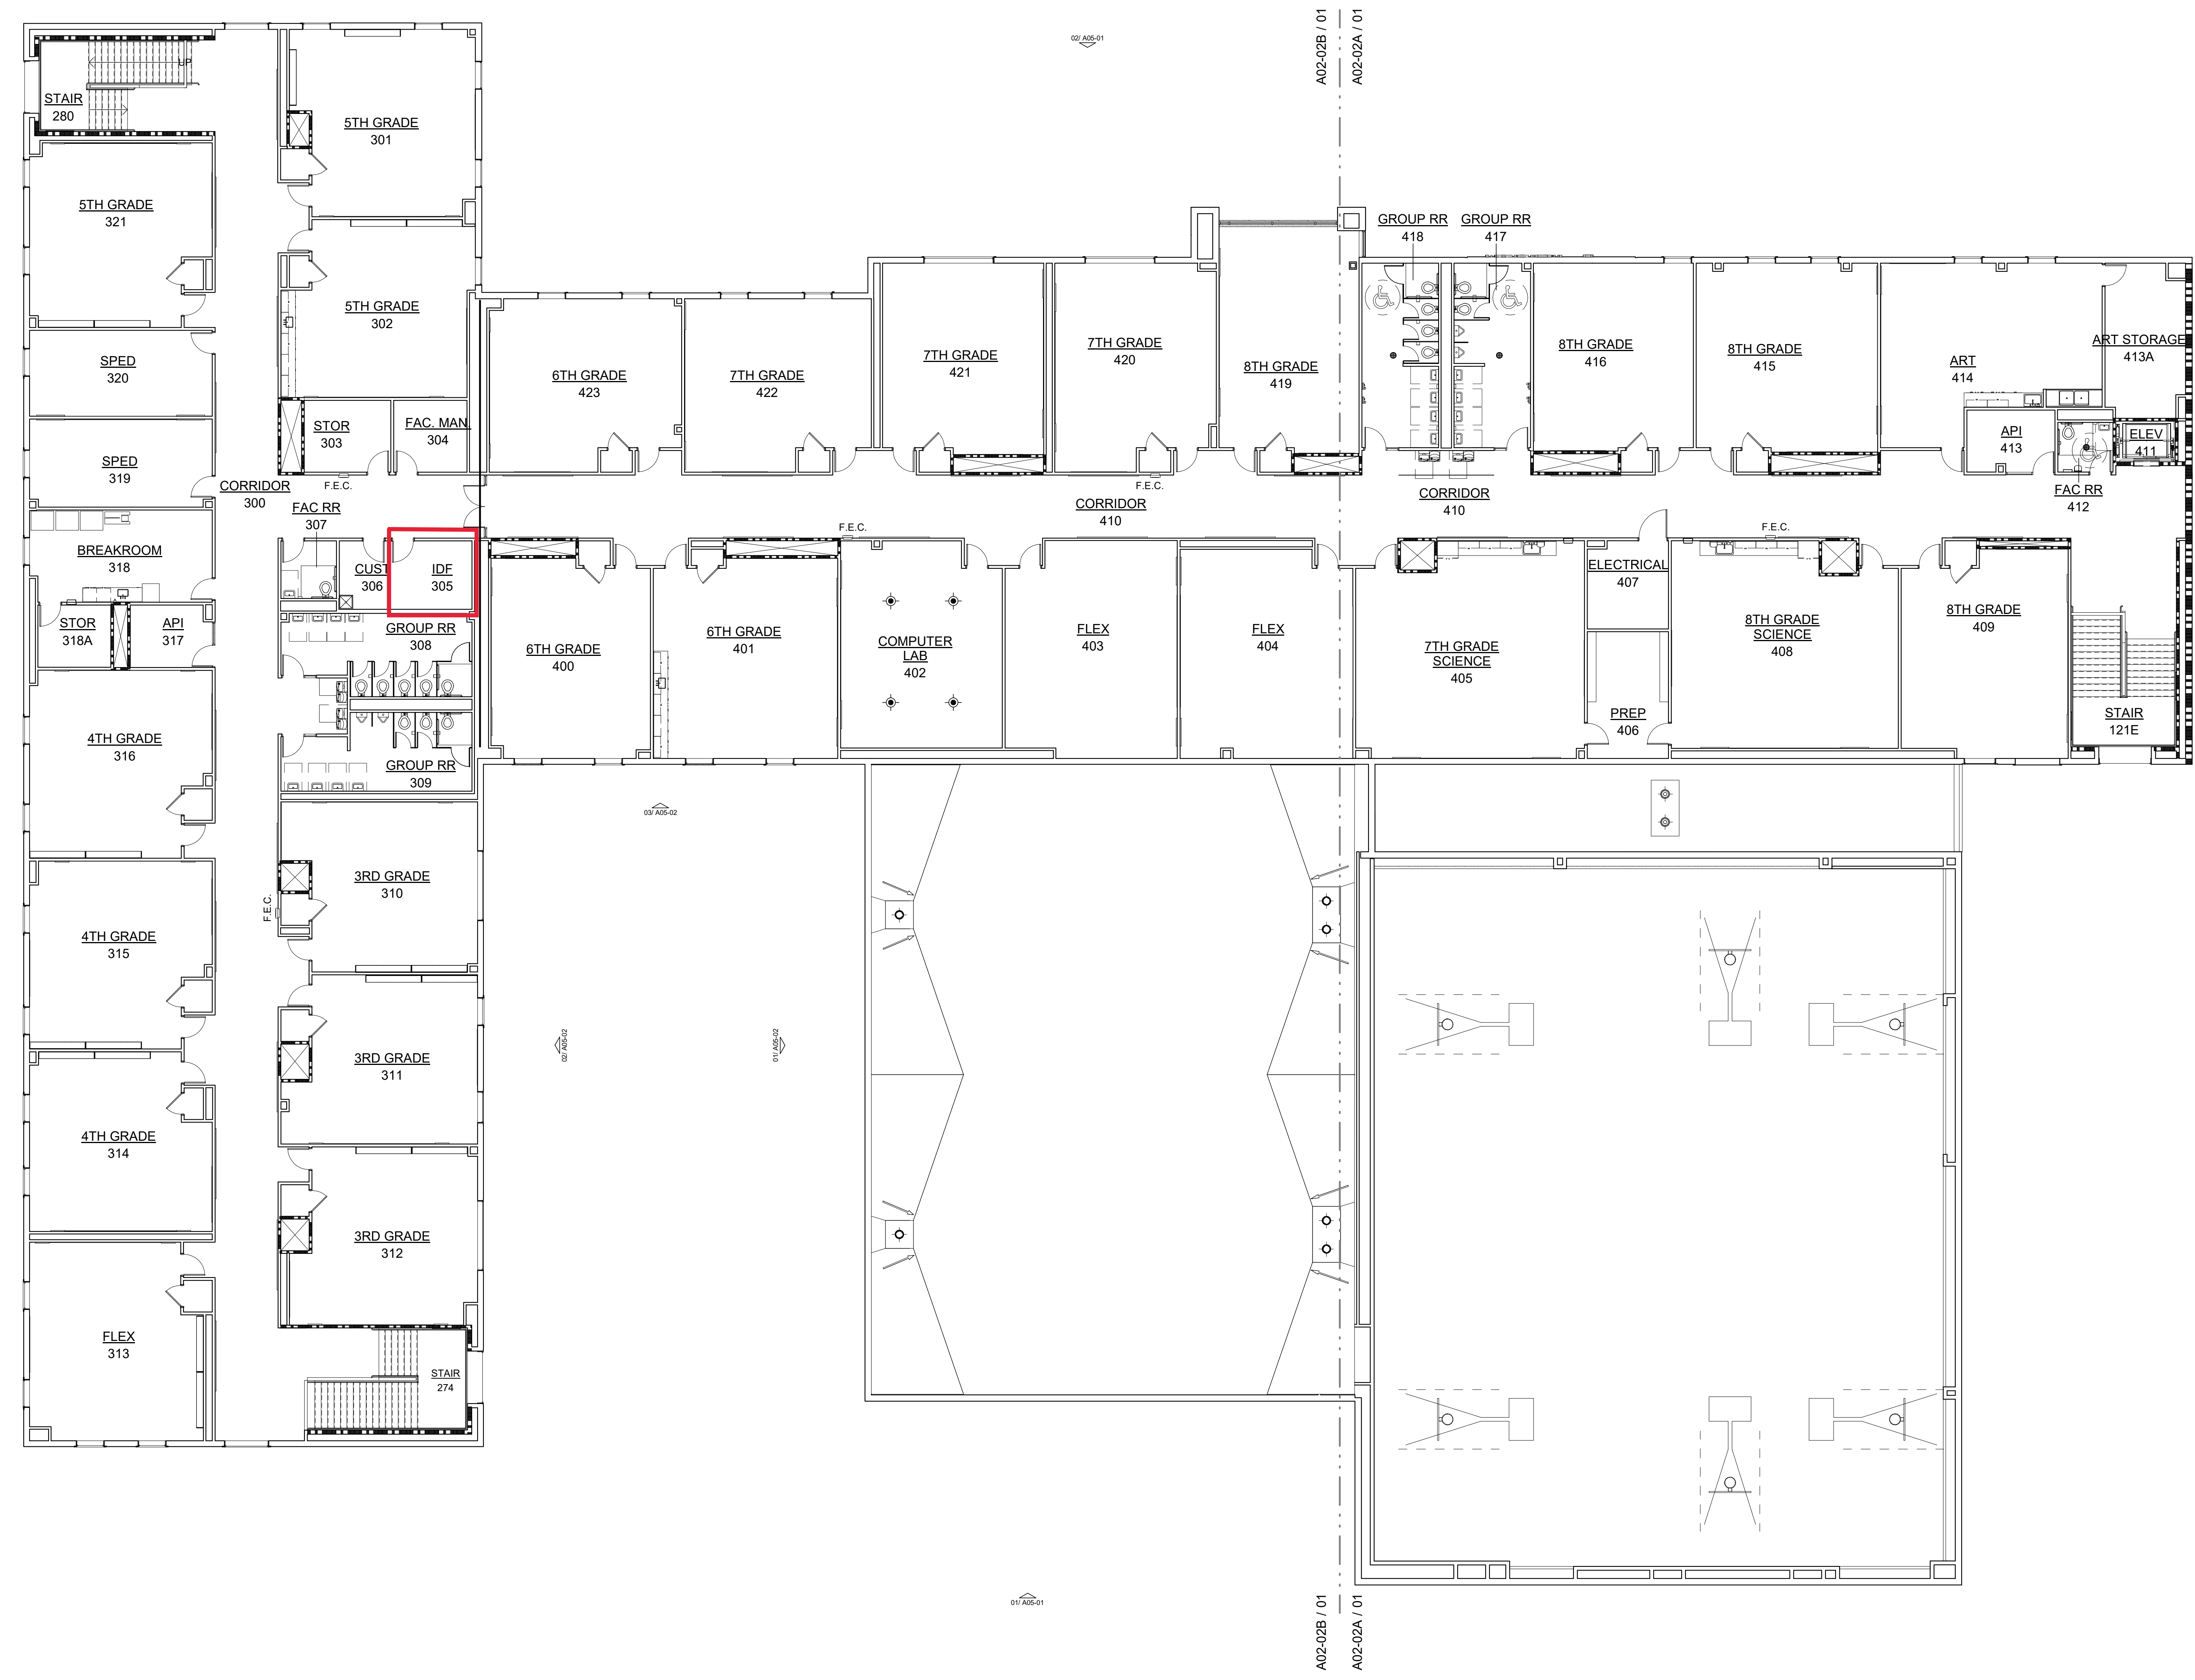 02/ A05-01
A02-02B / 01
A02-02A / 01
UP
STAIR
280
5TH GRADE
301
5TH GRADE
321
5TH GRADE
302
SPED
320
STOR
303
FAC. MAN.
304
SPED
319
CORRIDOR
300
F.E.C.
FAC RR
307
BREAKROOM
318
CUST
306
IDF
305
STOR
318A
API
317
GROUP RR
308
4TH GRADE
316
GROUP RR
309
3RD GRADE
310
F.E.C.
4TH GRADE
315
3RD GRADE
311
4TH GRADE
314
3RD GRADE
312
FLEX
313
STAIR
274
6TH GRADE
423
7TH GRADE
422
7TH GRADE
421
7TH GRADE
420
8TH GRADE
419
GROUP RR
418
GROUP RR
417
8TH GRADE
416
8TH GRADE
415
ART
414
ART STORAGE
413A
API
413
ELEV
411
FAC RR
412
F.E.C.
CORRIDOR
410
CORRIDOR
410
F.E.C.
F.E.C.
6TH GRADE
400
6TH GRADE
401
COMPUTER
LAB
402
FLEX
403
FLEX
404
7TH GRADE
SCIENCE
405
ELECTRICAL
407
PREP
406
8TH GRADE
SCIENCE
408
8TH GRADE
409
STAIR
121E
03/ A05-02
02/ A05-02
01/ A05-02
01/ A05-01
A02-02B / 01
A02-02A / 01